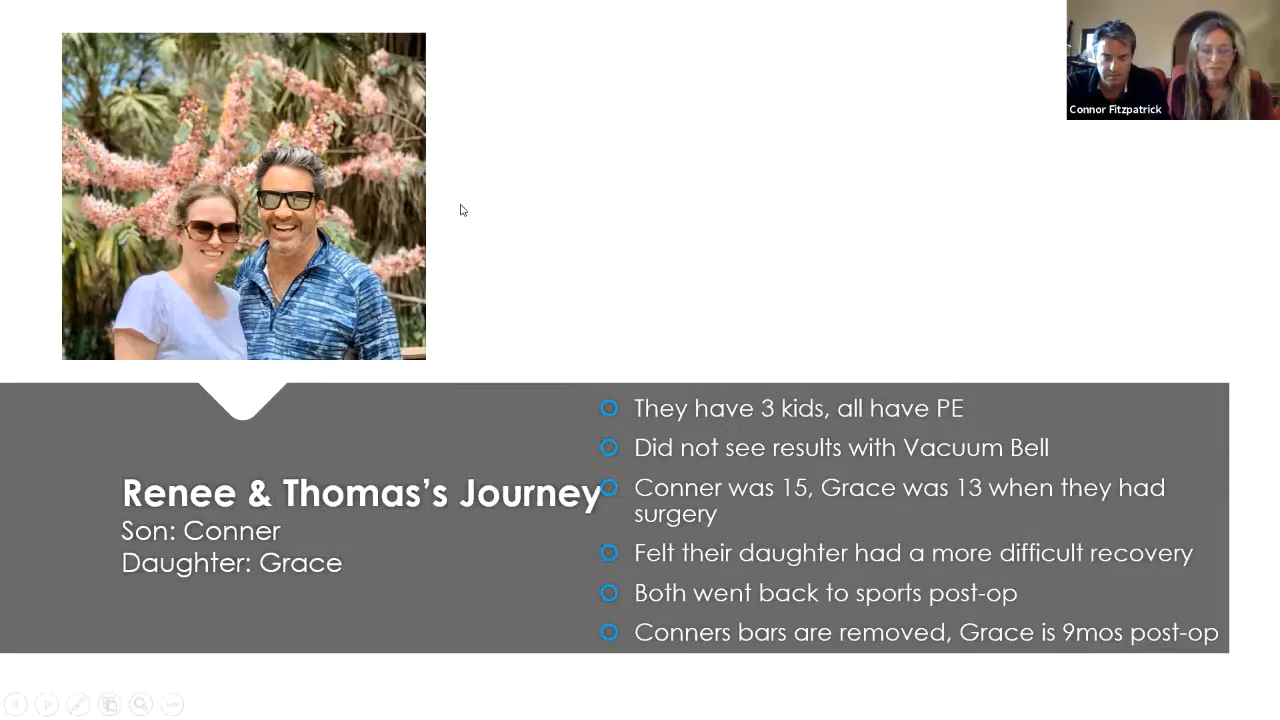 Connor Fitzpatrick
Renee & Thomas's Journey
Son: Conner
Daughter: Grace
They have 3 kids, all have PE
Did not see results with Vacuum Bell
Conner was 15, Grace was 13 when they had
surgery
Felt their daughter had a more difficult recovery
Both went back to sports post-op
Conners bars are removed, Grace is 9mos post-op